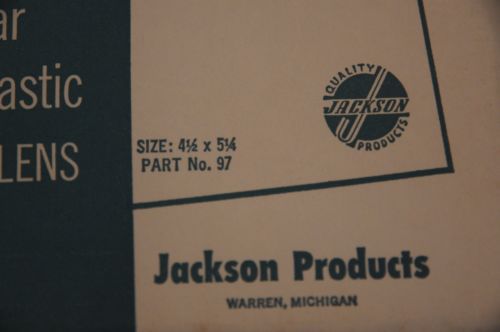 ar
astic
LENS
QUALITY
JACKSON
PRODUCTS
SIZE: 4½ x 5¼
PART No. 97
Jackson Products
WARREN, MICHIGAN